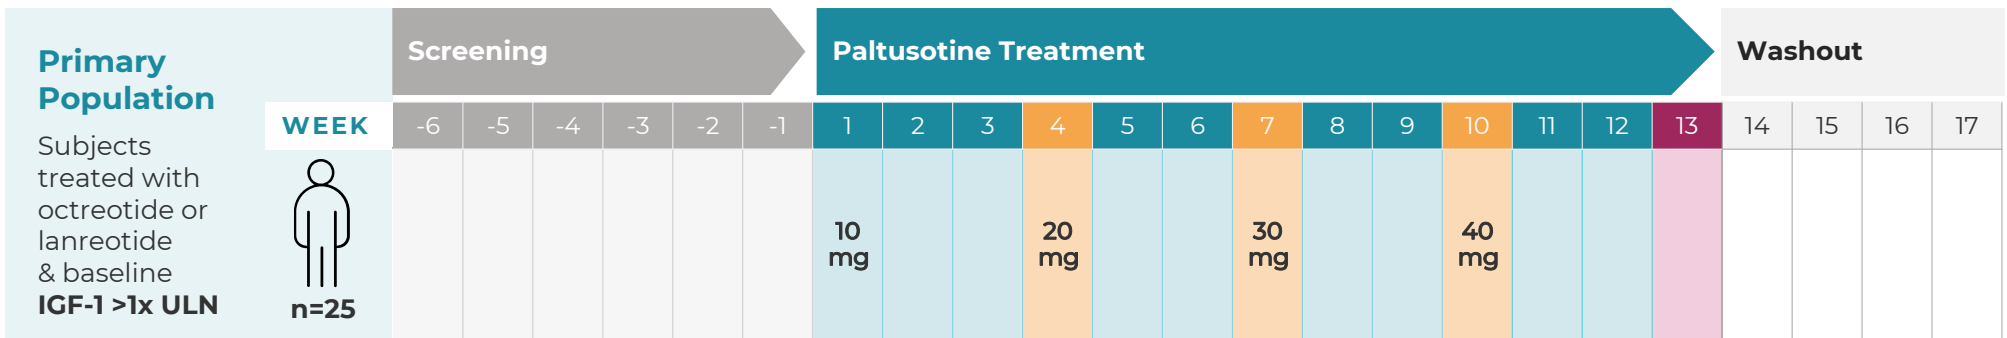 Primary
Population
Subjects
treated with
octreotide or
lanreotide
& baseline
IGF-1 >1x ULN
n=25
Screening
Paltusotine Treatment
Washout
WEEK -6 -5 -4 -3 -2 -1 1 2 3 4 5 6 7 8 9 10 11 12 13 14 15 16 17
10
mg
20
mg
30
mg
40
mg